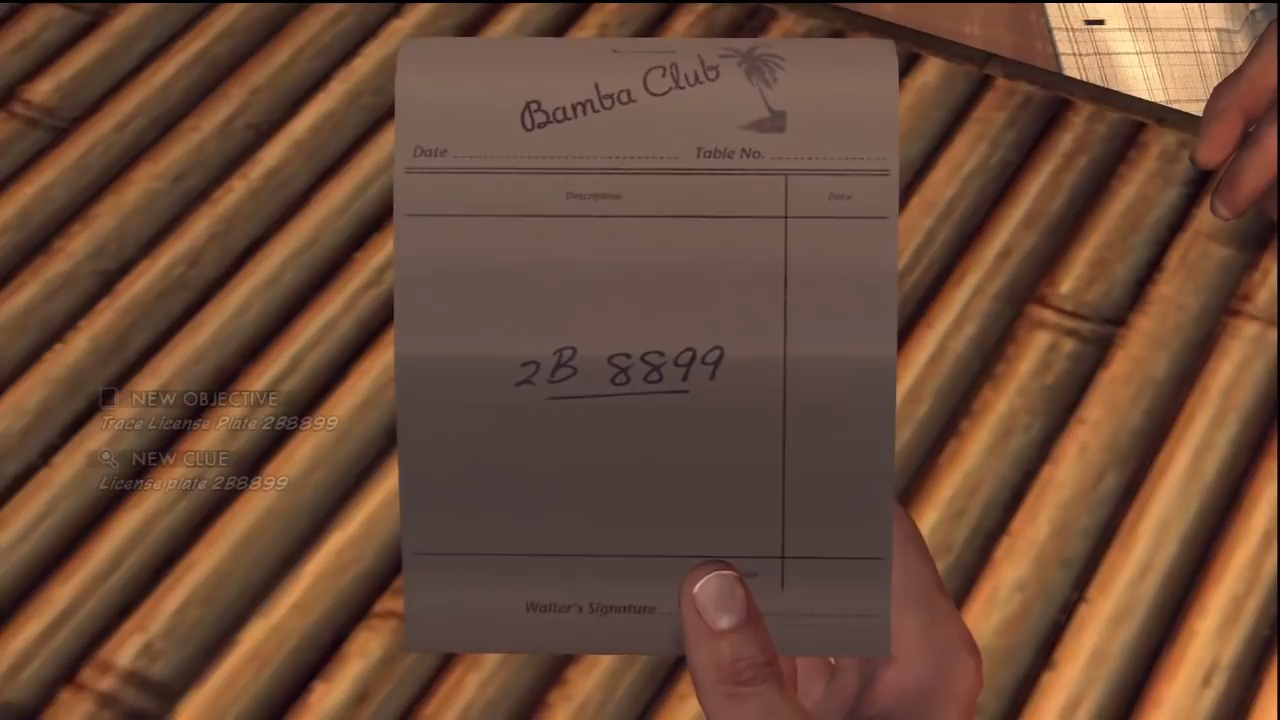 Bamba Club
Date
Table No.
Description
Price
2B 8899
NEW OBJECTIVE
Trace License Plate 2B8899
NEW CLUE
License plate 2B8899
Waiter's Signature